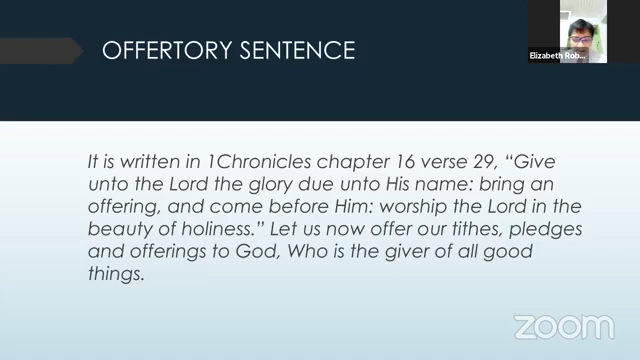 OFFERTORY SENTENCE
Elizabeth Rob...
It is written in 1Chronicles chapter 16 verse 29, “Give
unto the Lord the glory due unto His name: bring an
offering, and come before Him: worship the Lord in the
beauty of holiness.” Let us now offer our tithes, pledges
and offerings to God, Who is the giver of all good
things.
zoom